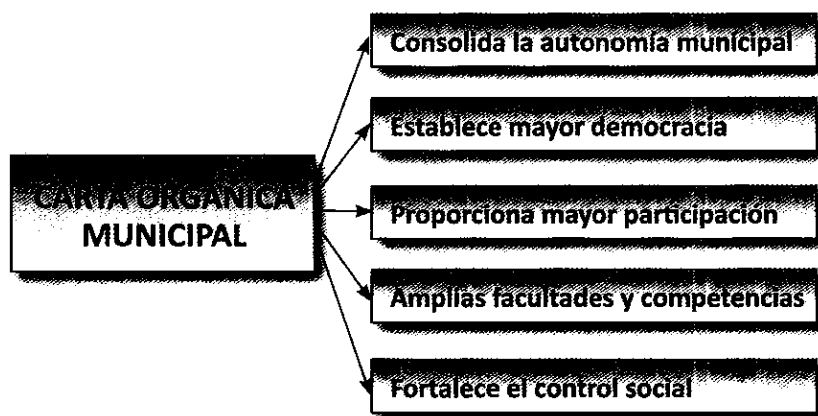 CARTA ORGANICA
MUNICIPAL
Consolida la autonomía municipal
Establece mayor democracia
Proporciona mayor participación
Amplias facultades y competencias
Fortalece el control social